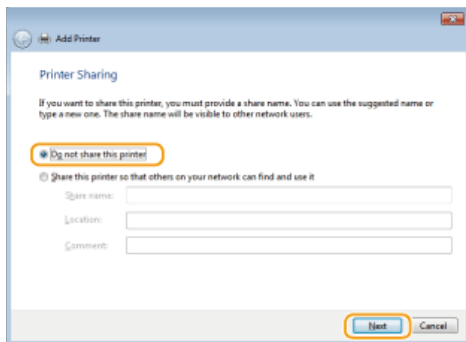 Add Printer
Printer Sharing
If you want to share this printer, you must provide a share name. You can use the suggested name or
type a new one. The share name will be visible to other network users.
Do not share this printer
Share this printer so that others on your network can find and use it
Share name:
Location:
Comment:
Next
Cancel